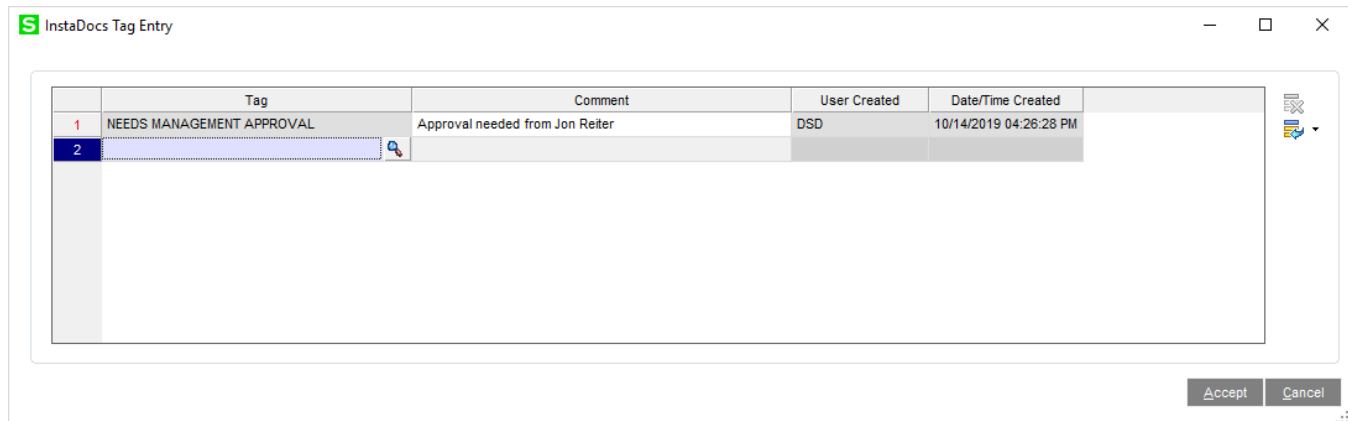 S InstaDocs Tag Entry
Tag Comment User Created Date/Time Created
1 NEEDS MANAGEMENT APPROVAL Approval needed from Jon Reiter DSD 10/14/2019 04:26:28 PM
2
Accept Cancel